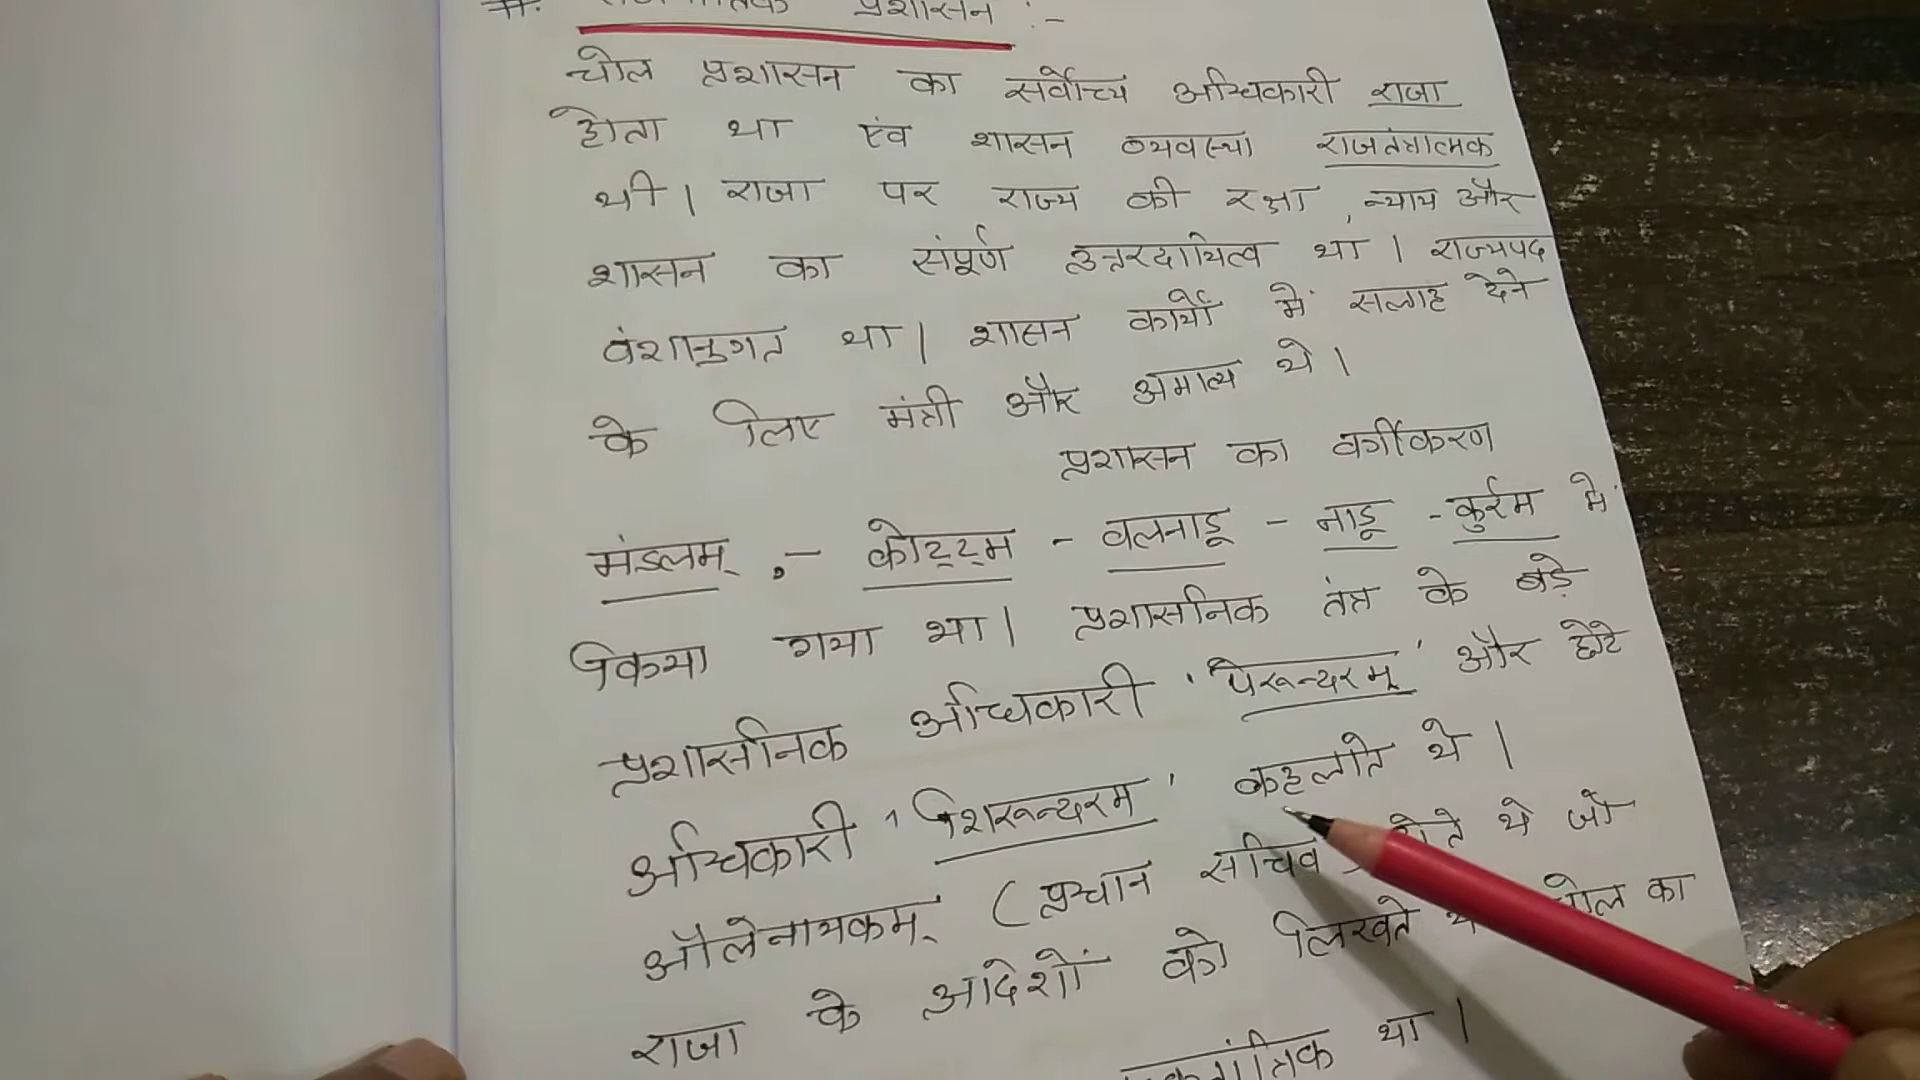 #. प्रशासन :-
चोल प्रशासन का सर्वोच्य अधिकारी राजा
होता था एंव शासन व्यवस्था राजतंत्रात्मक
थी। राजा पर राज्य की रक्षा, न्याय और
शासन का संपूर्ण उत्तरदायित्व था। राज्यपद
वंशानुगत था। शासन कार्यों में सलाह देने
के लिए मंत्री और अमात्य थे।
प्रशासन का वर्गीकरण
मंडलम् - कोट्टम - वलनाडू - नाडू - कुर्रम में
किया गया था। प्रशासनिक तंत्र के बड़े
प्रशासनिक अधिकारी 'पेरून्दरम्' और छोटे
अधिकारी 'शिरून्दरम' कहलाते थे।
औलेनायकम् (प्रधान सचिव) होते थे जो
राजा के आदेशों को लिखते चोल का
था।